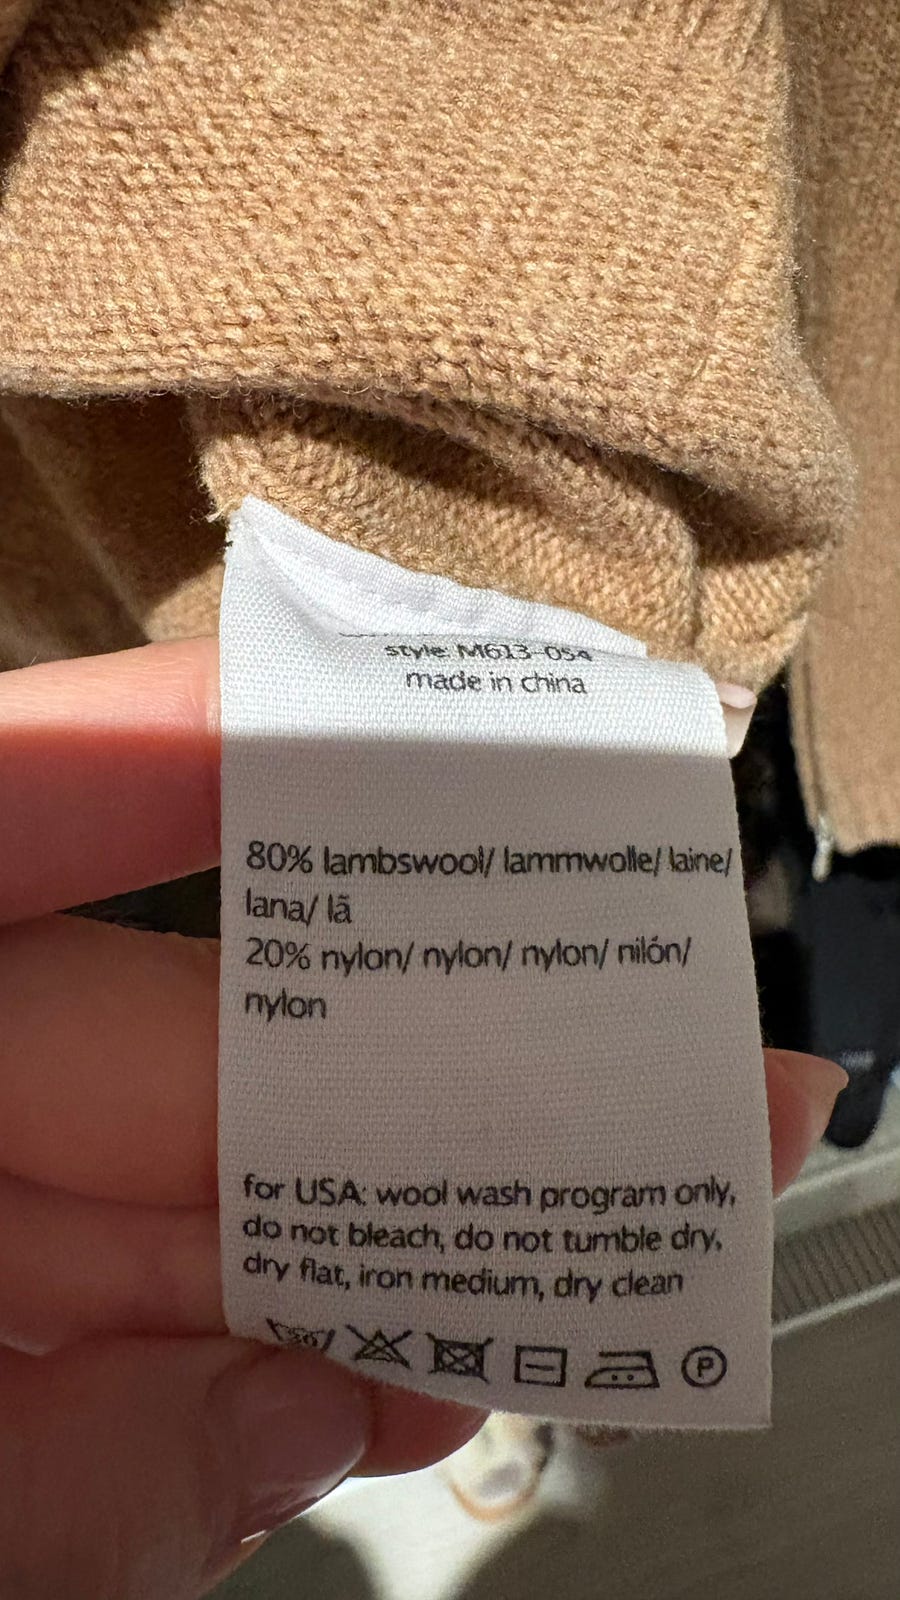 style M613-054
made in china
80% lambswool/ lammwolle/ laine/
lana/ lã
20% nylon/ nylon/ nylon/ nilón/
nylon
for USA: wool wash program only,
do not bleach, do not tumble dry,
dry flat, iron medium, dry clean
30
P